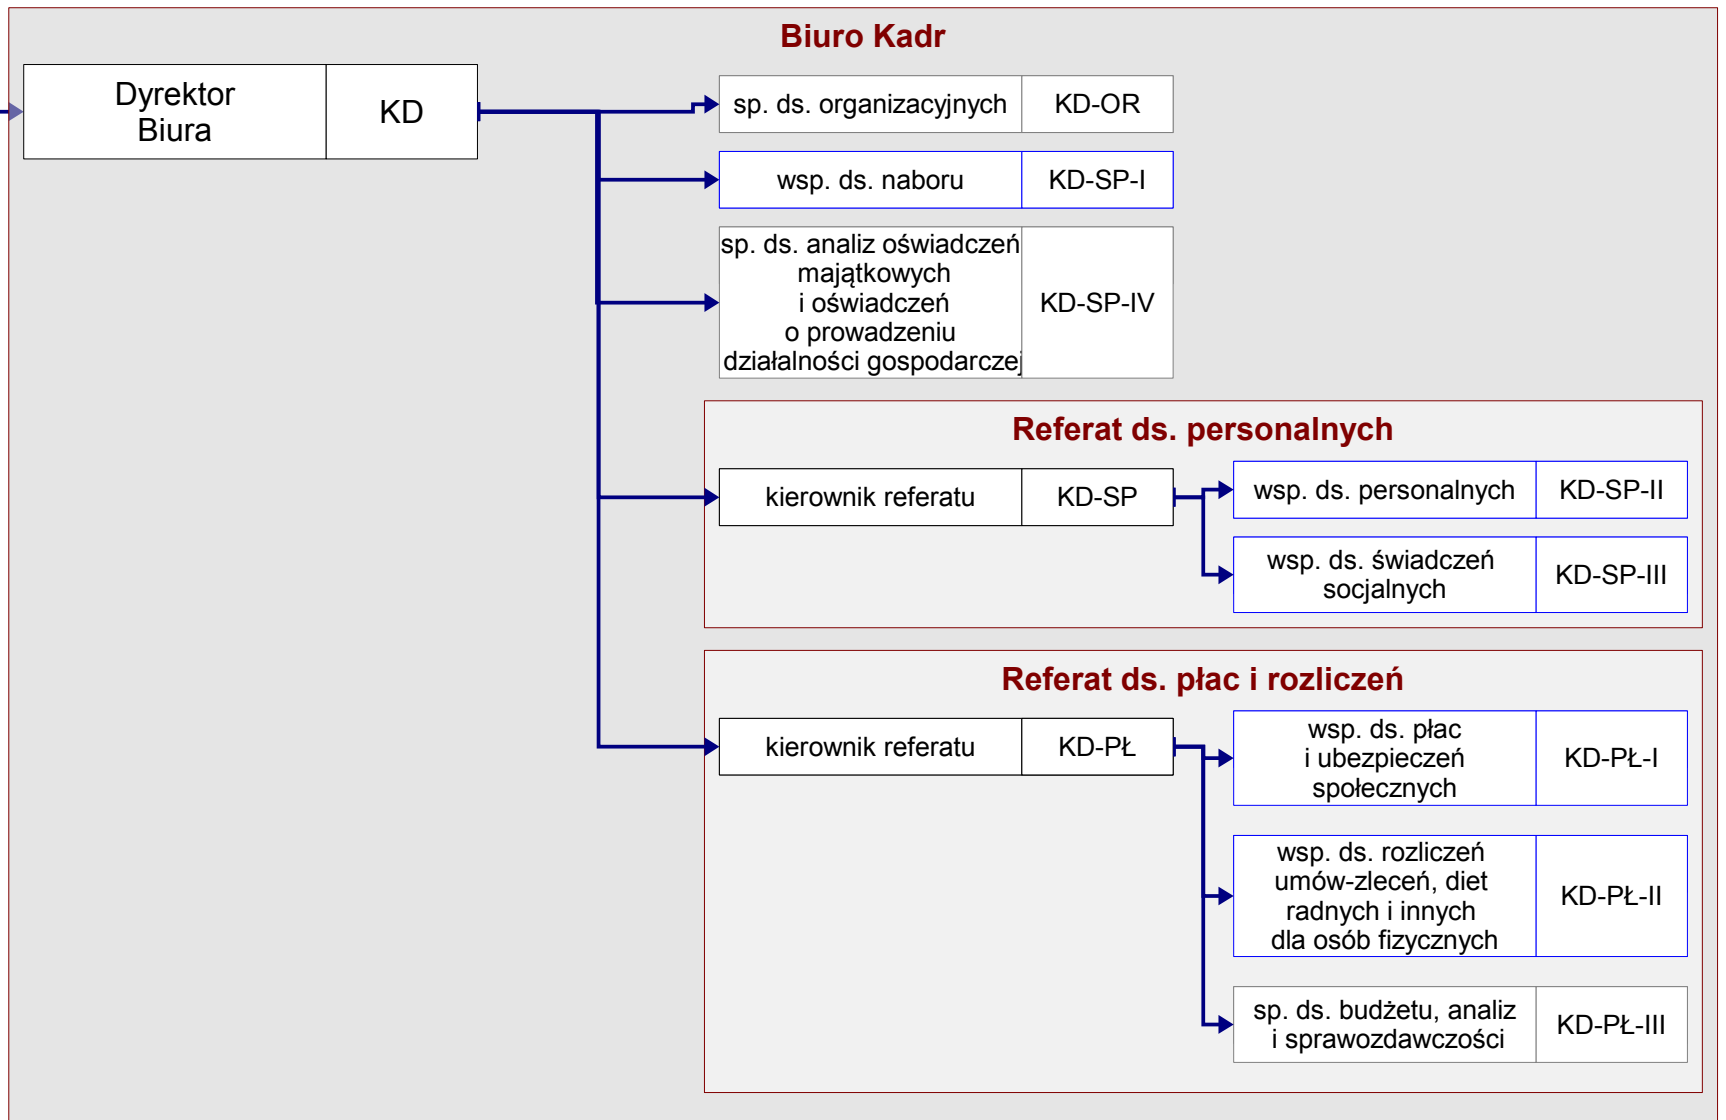 Biuro Kadr
Dyrektor
Biura
KD
sp. ds. organizacyjnych
KD-OR
wsp. ds. naboru
KD-SP-I
sp. ds. analiz oświadczeń
majątkowych
i oświadczeń
o prowadzeniu
działalności gospodarczej
KD-SP-IV
Referat ds. personalnych
kierownik referatu
KD-SP
wsp. ds. personalnych
KD-SP-II
wsp. ds. świadczeń
socjalnych
KD-SP-III
Referat ds. płac i rozliczeń
kierownik referatu
KD-PŁ
wsp. ds. płac
i ubezpieczeń
społecznych
KD-PŁ-I
wsp. ds. rozliczeń
umów-zleceń, diet
radnych i innych
dla osób fizycznych
KD-PŁ-II
sp. ds. budżetu, analiz
i sprawozdawczości
KD-PŁ-III